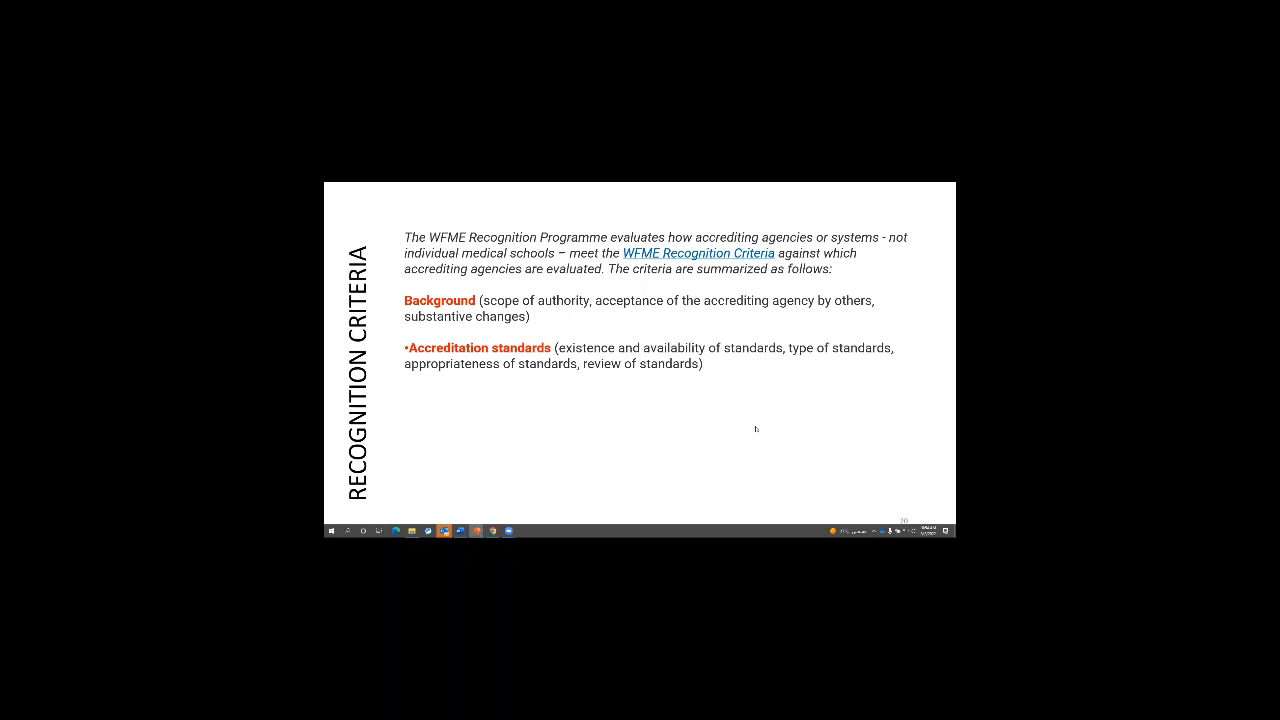 RECOGNITION CRITERIA
The WFME Recognition Programme evaluates how accrediting agencies or systems - not
individual medical schools – meet the WFME Recognition Criteria against which
accrediting agencies are evaluated. The criteria are summarized as follows:
Background (scope of authority, acceptance of the accrediting agency by others,
substantive changes)
•Accreditation standards (existence and availability of standards, type of standards,
appropriateness of standards, review of standards)
20